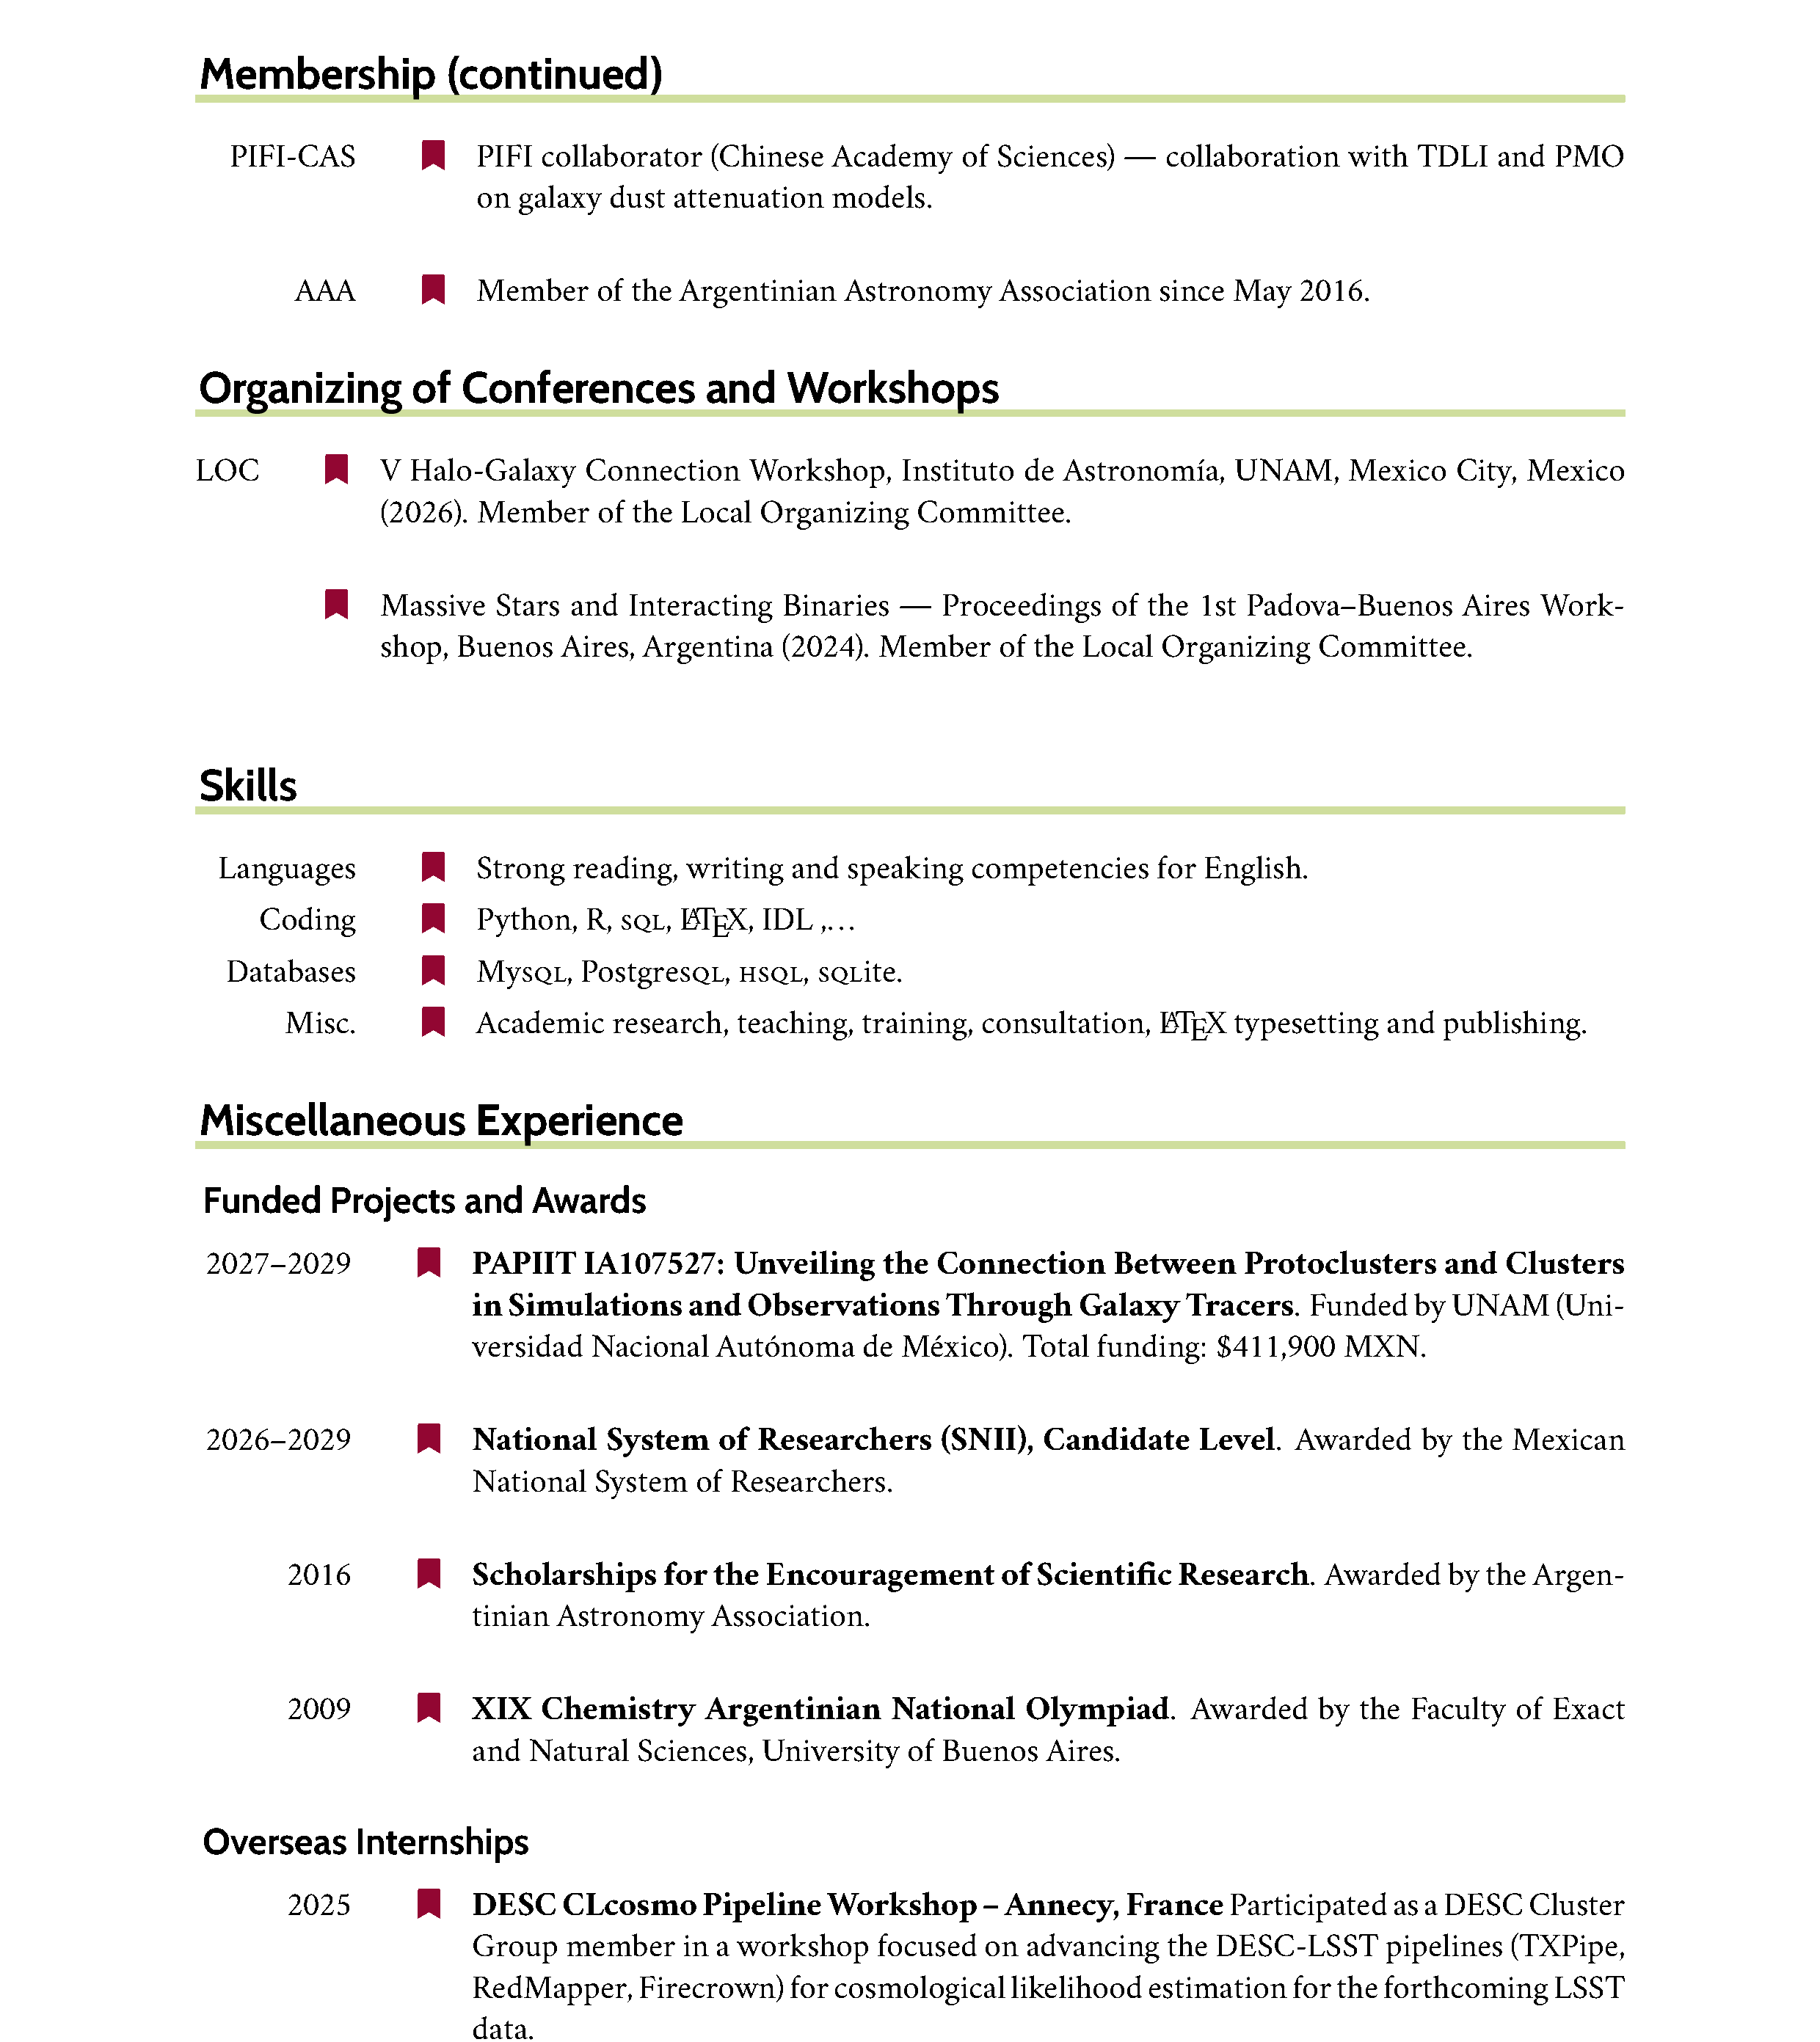 Membership (continued)
PIFI-CAS PIFI collaborator (Chinese Academy of Sciences) — collaboration with TDLI and PMO
on galaxy dust attenuation models.
AAA Member of the Argentinian Astronomy Association since May 2016.
Organizing of Conferences and Workshops
LOC V Halo-Galaxy Connection Workshop, Instituto de Astronomía, UNAM, Mexico City, Mexico
(2026). Member of the Local Organizing Committee.
Massive Stars and Interacting Binaries — Proceedings of the 1st Padova–Buenos Aires Work-
shop, Buenos Aires, Argentina (2024). Member of the Local Organizing Committee.
Skills
Languages Strong reading, writing and speaking competencies for English.
Coding Python, R, SQL, LATEX, IDL ,…
Databases MySQL, PostgreSQL, HSQL, SQLite.
Misc. Academic research, teaching, training, consultation, LATEX typesetting and publishing.
Miscellaneous Experience
Funded Projects and Awards
2027–2029 PAPIIT IA107527: Unveiling the Connection Between Protoclusters and Clusters
in Simulations and Observations Through Galaxy Tracers. Funded by UNAM (Uni-
versidad Nacional Autónoma de México). Total funding: $411,900 MXN.
2026–2029 National System of Researchers (SNII), Candidate Level. Awarded by the Mexican
National System of Researchers.
2016 Scholarships for the Encouragement of Scientific Research. Awarded by the Argen-
tinian Astronomy Association.
2009 XIX Chemistry Argentinian National Olympiad. Awarded by the Faculty of Exact
and Natural Sciences, University of Buenos Aires.
Overseas Internships
2025 DESC CLcosmo Pipeline Workshop – Annecy, France Participated as a DESC Cluster
Group member in a workshop focused on advancing the DESC-LSST pipelines (TXPipe,
RedMapper, Firecrown) for cosmological likelihood estimation for the forthcoming LSST
data.